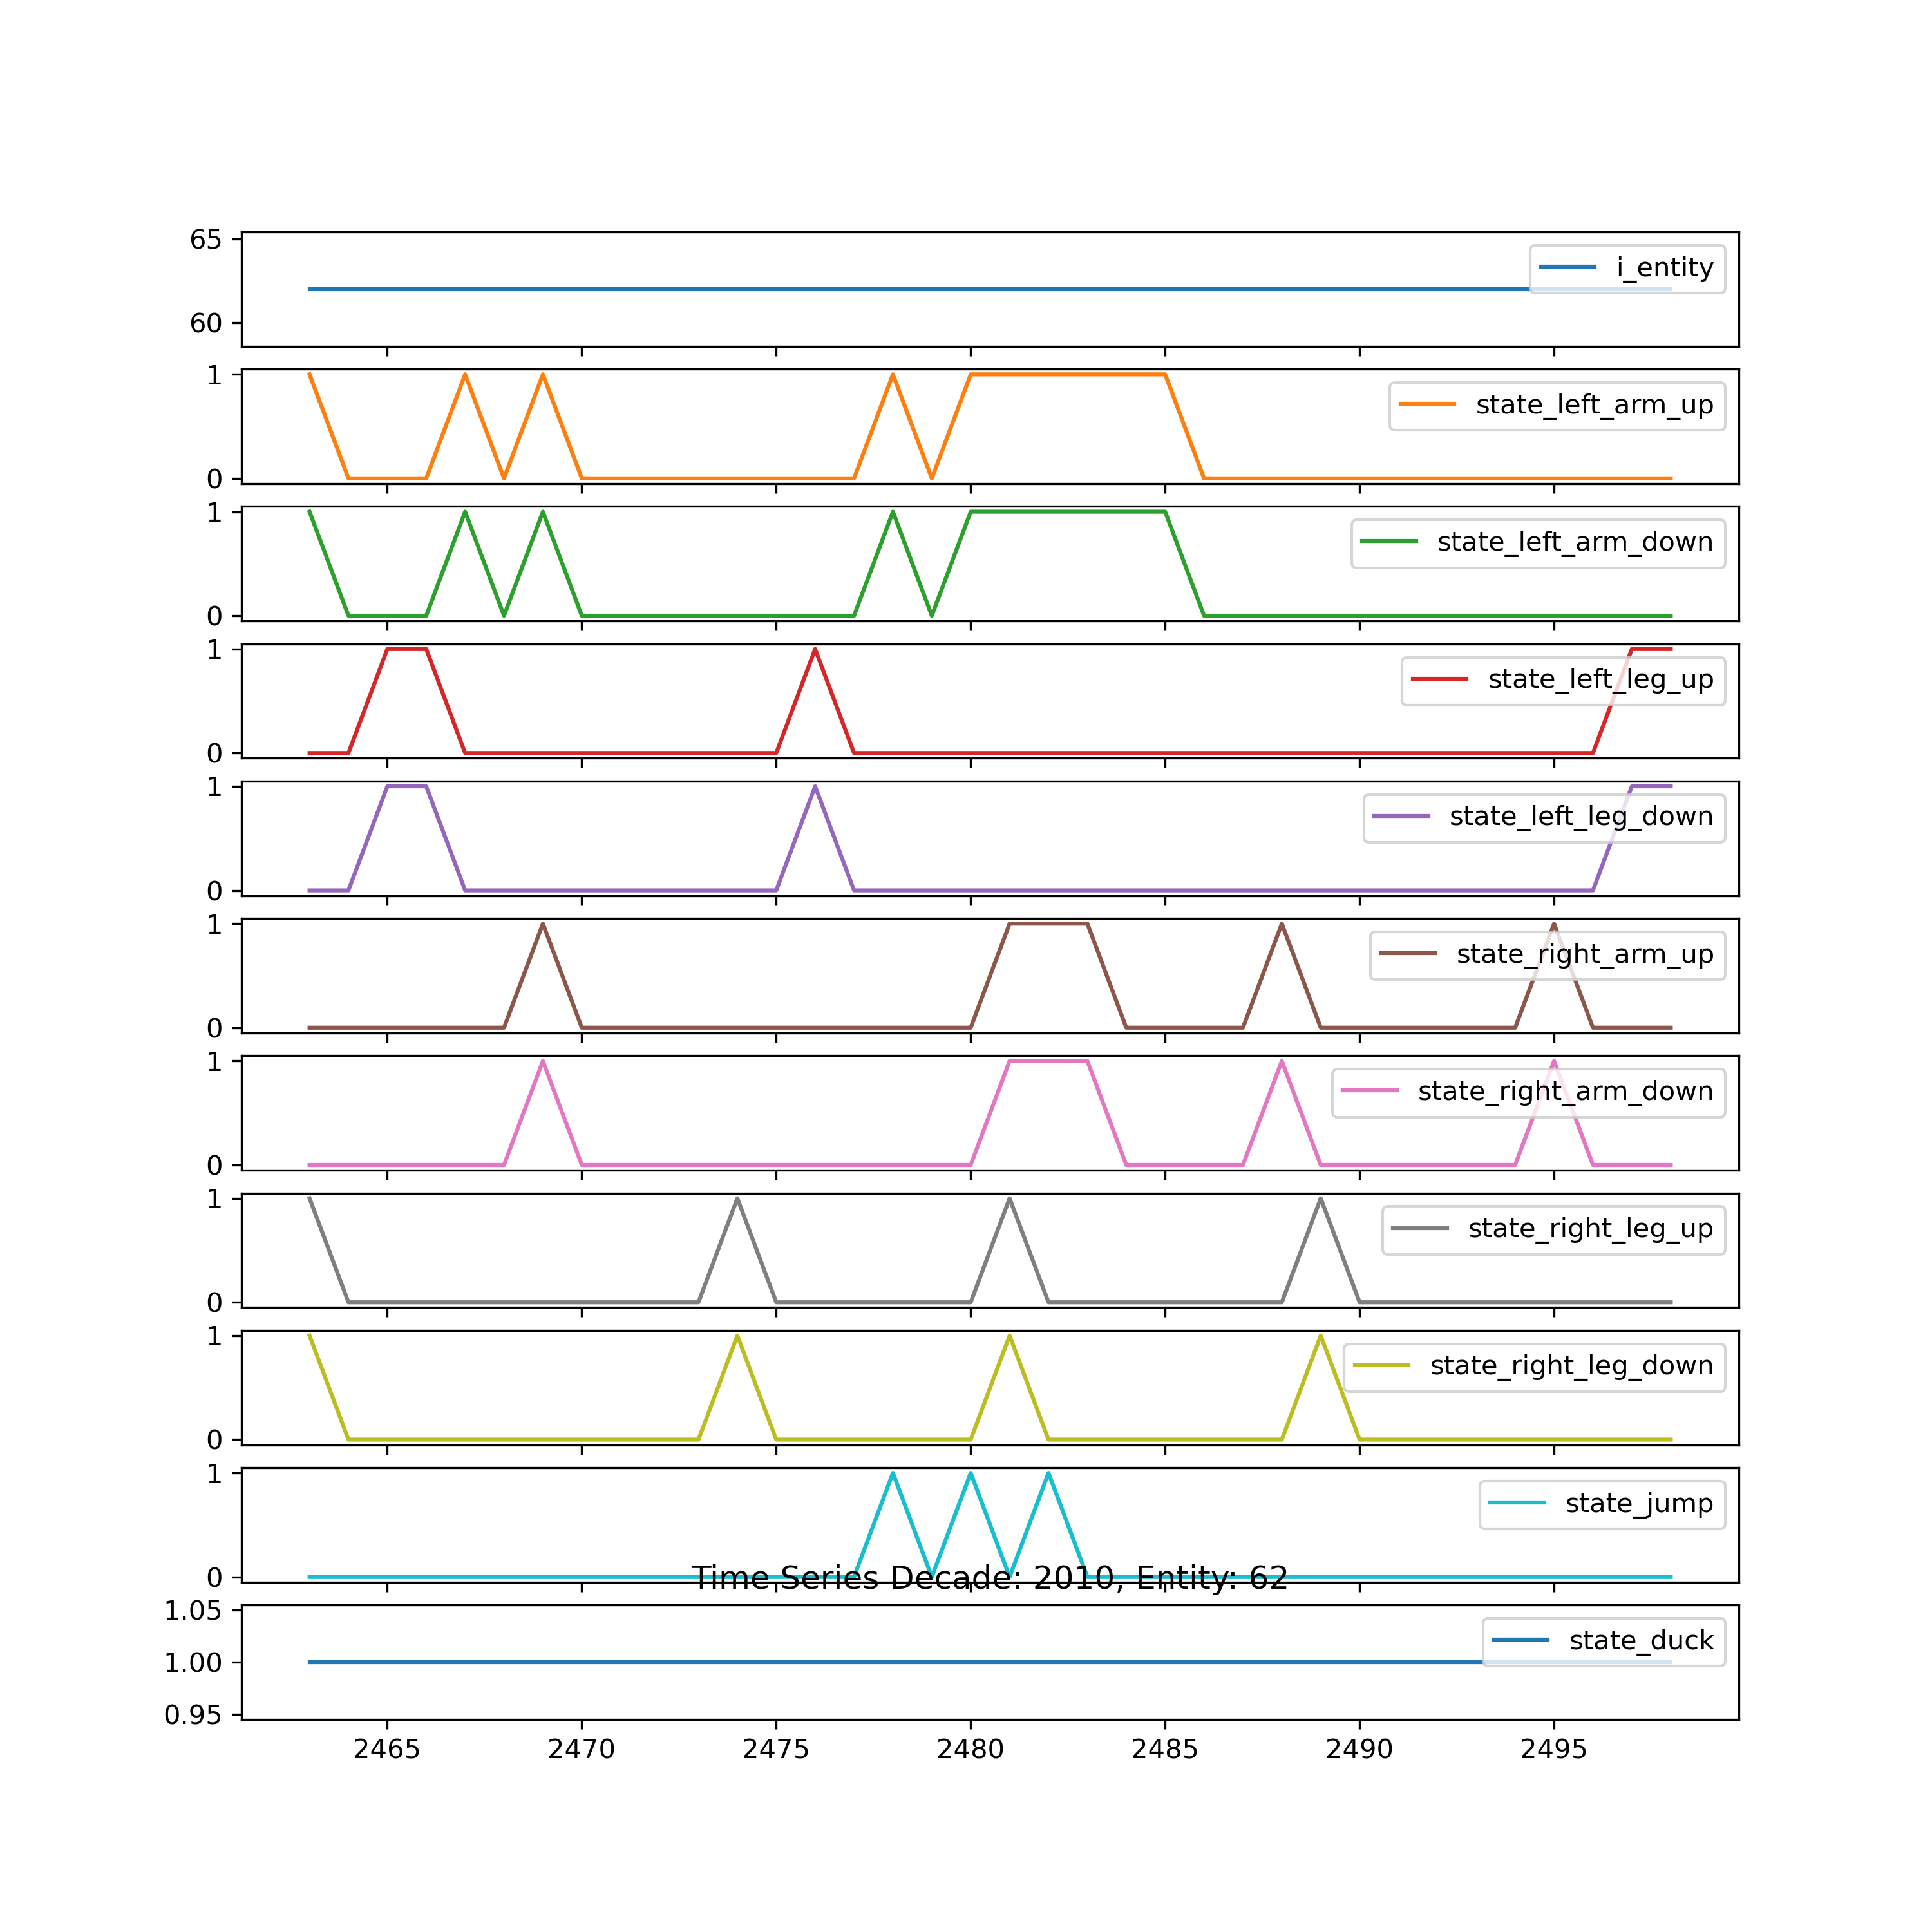 65
60
i_entity
1
0
state_left_arm_up
1
0
state_left_arm_down
1
0
state_left_leg_up
1
0
state_left_leg_down
1
0
state_right_arm_up
1
0
state_right_arm_down
1
0
state_right_leg_up
1
0
state_right_leg_down
1
0
state_jump
Time Series Decade: 2010, Entity: 62
1.05
1.00
0.95
state_duck
2465 2470 2475 2480 2485 2490 2495